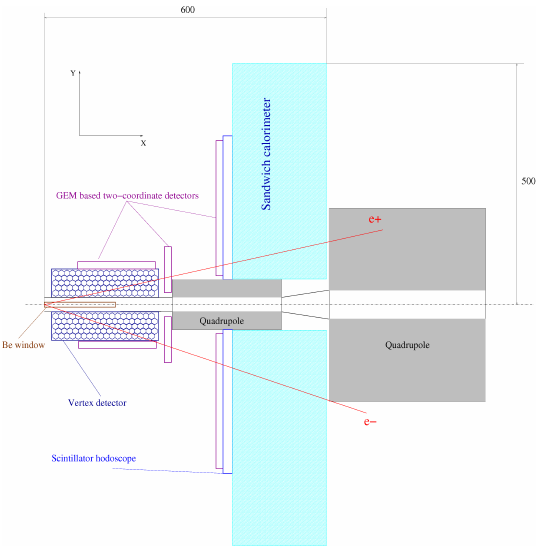 600
Y
X
Sandwich calorimeter
GEM based two−coordinate detectors
500
e+
Quadrupole
Quadrupole
Be window
Vertex detector
e−
Scintillator hodoscope